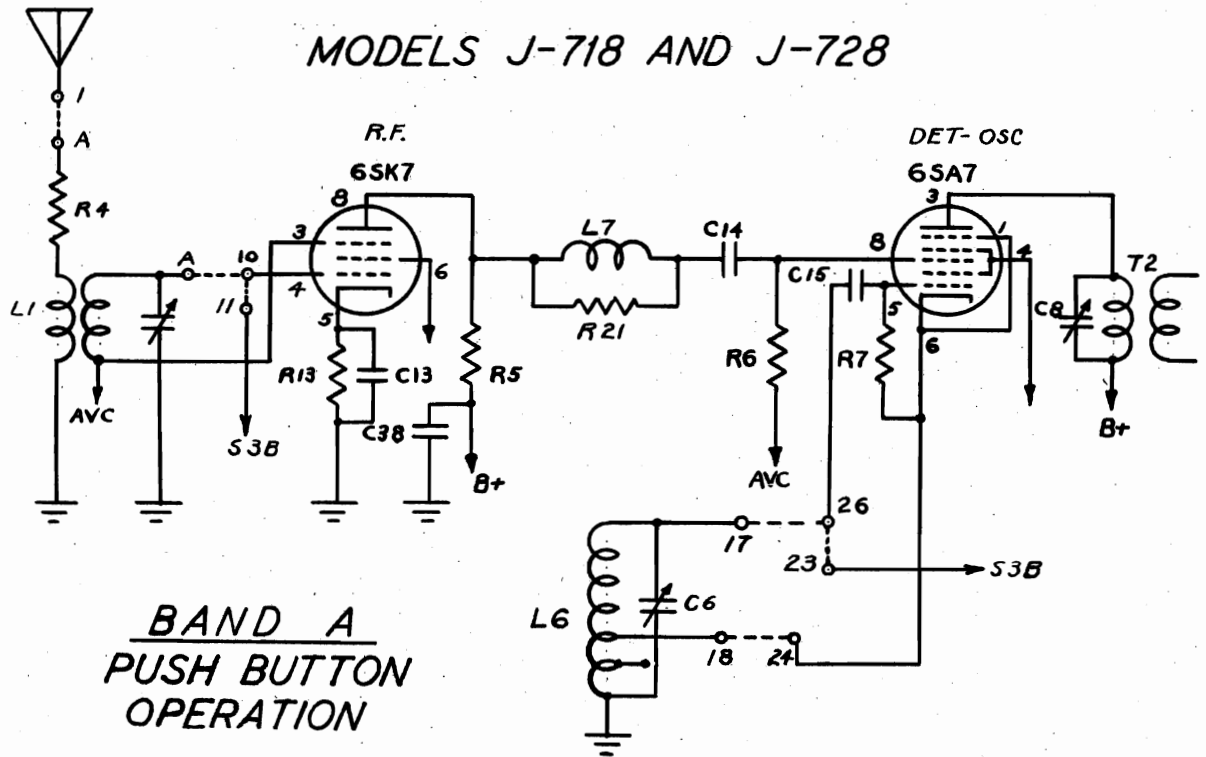 MODELS J-718 AND J-728
1
A
R4
L1
AVC
A
10
11
S3B
R.F.
6SK7
8
3
4
6
5
R13
C13
R5
C38
B+
L7
R21
C14
DET-OSC
6SA7
3
8
1
4
C15
5
6
R6
R7
AVC
C8
T2
B+
26
17
23
S3B
L6
C6
18
24
BAND A
PUSH BUTTON
OPERATION